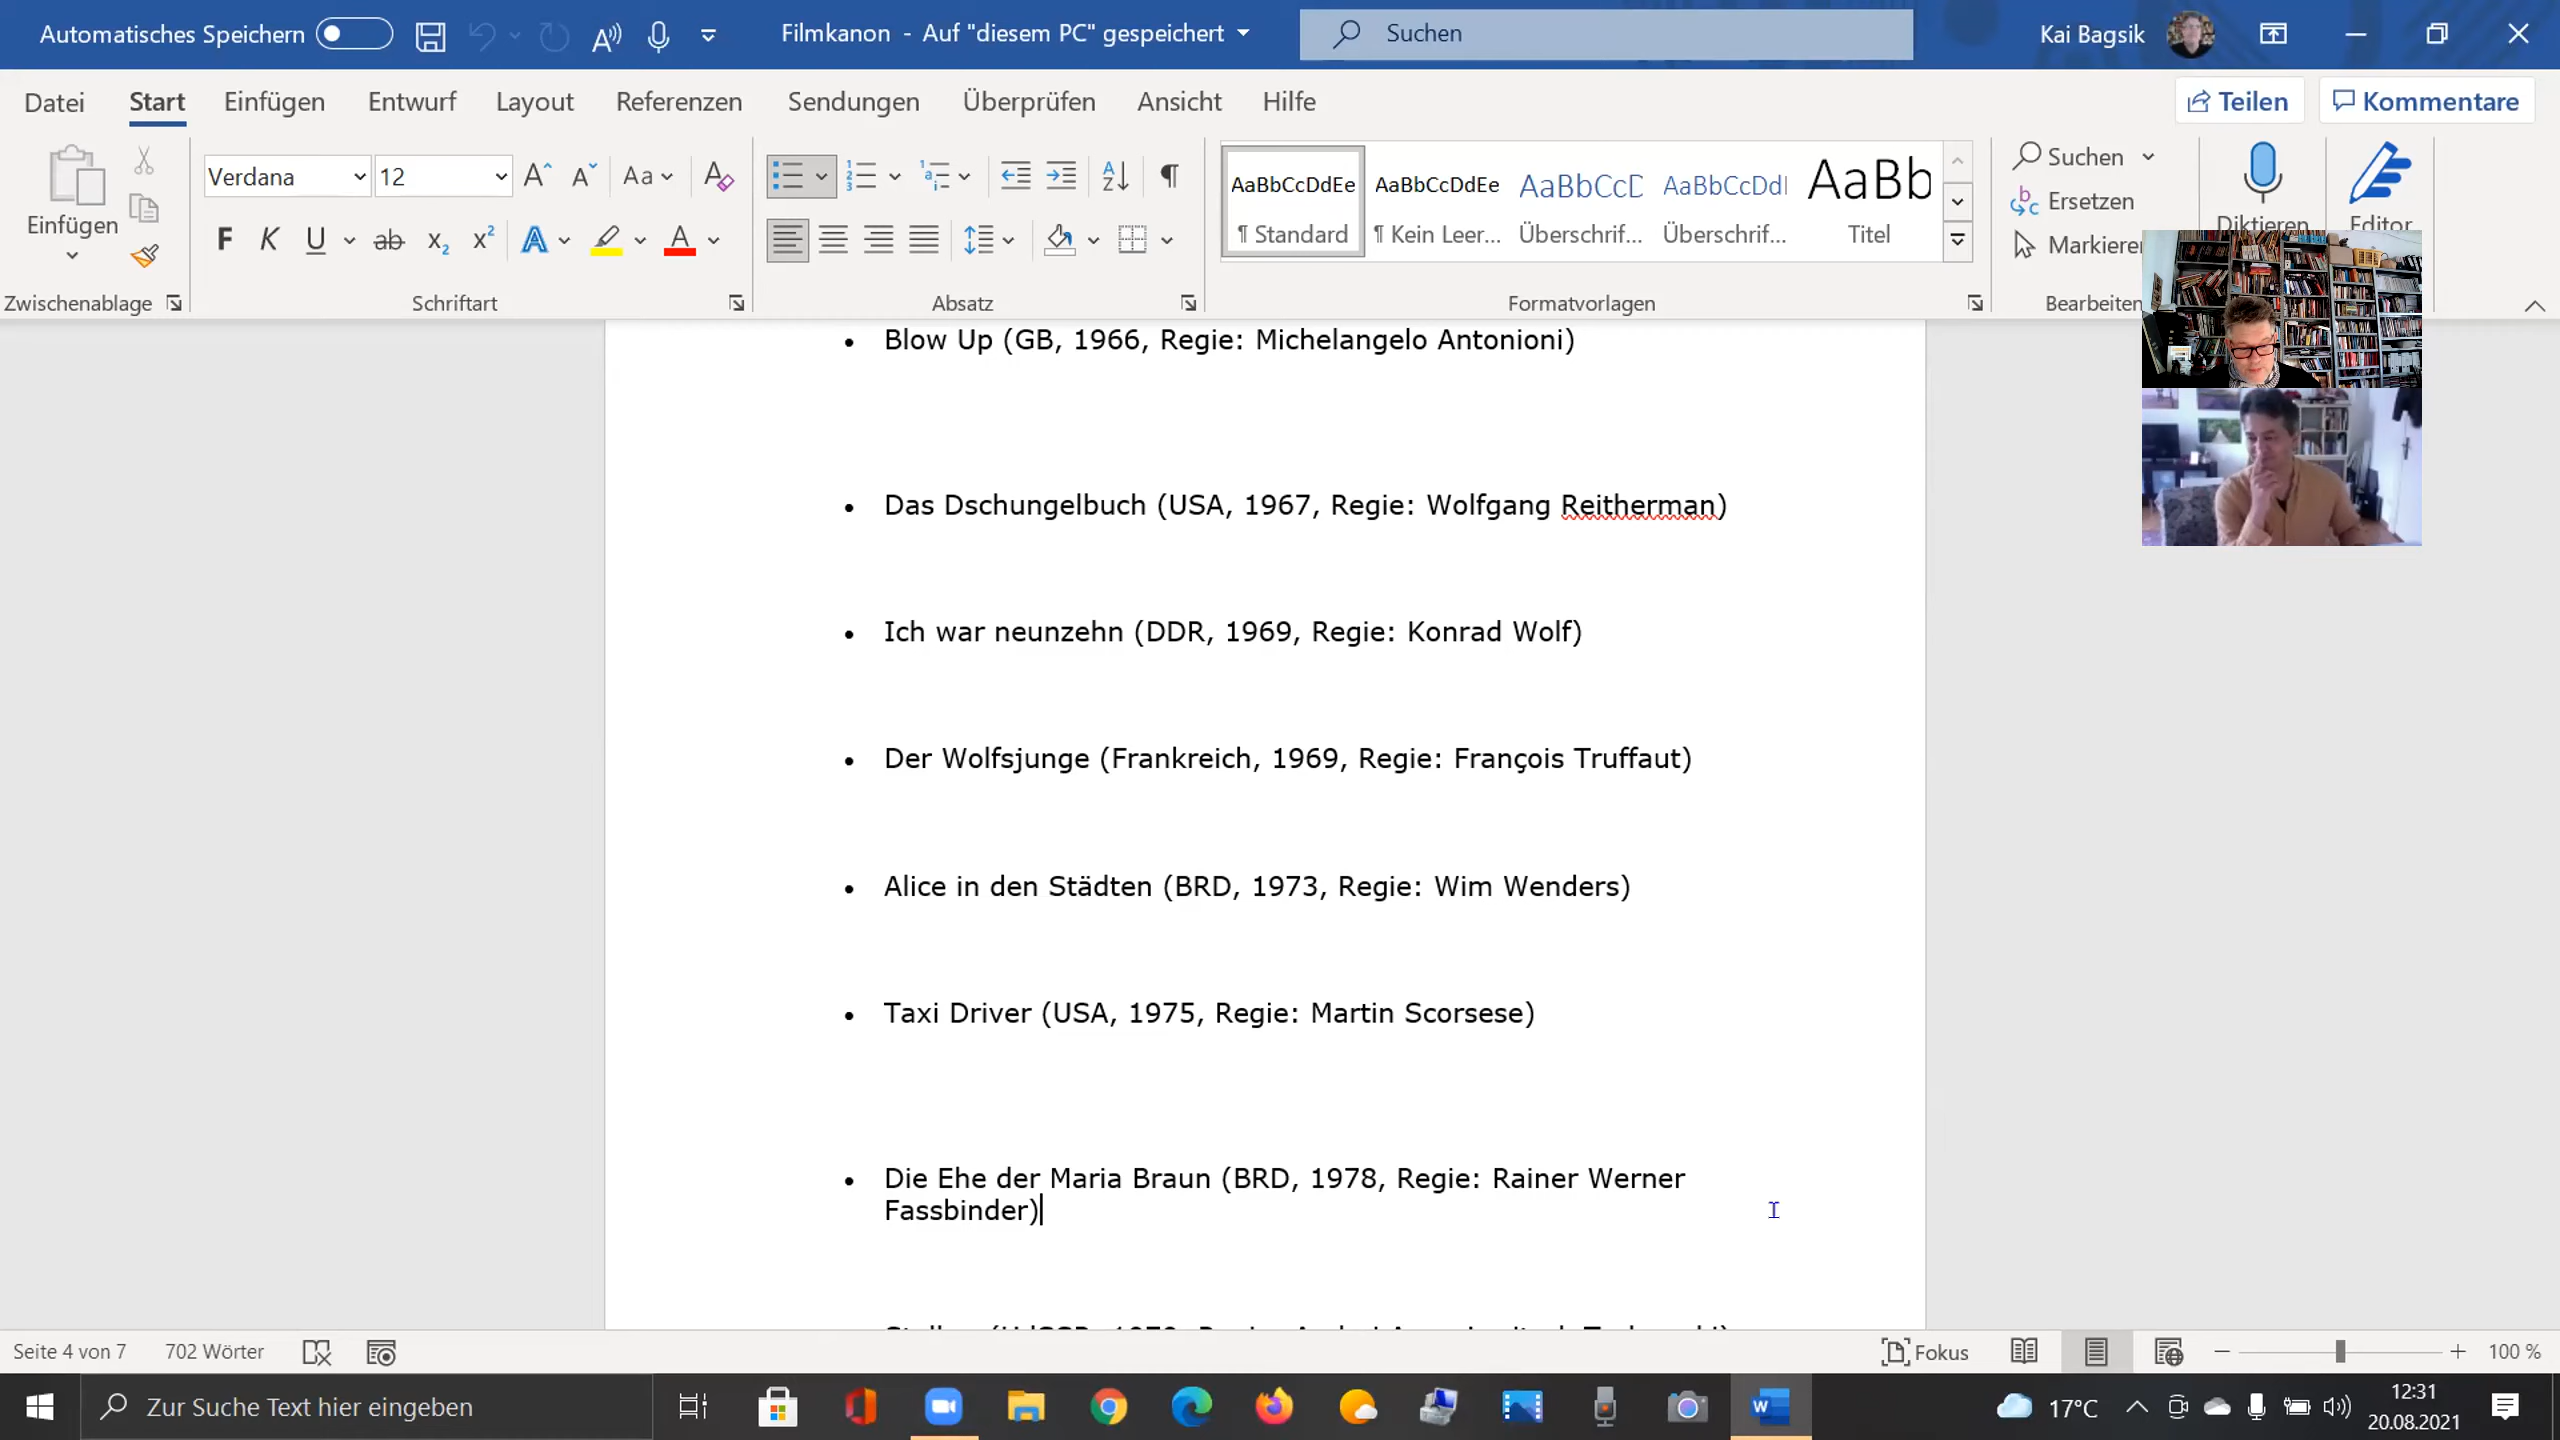 Automatisches Speichern
Filmkanon - Auf "diesem PC" gespeichert
Suchen
Kai Bagsik
Datei Start Einfügen Entwurf Layout Referenzen Sendungen Überprüfen Ansicht Hilfe
Teilen
Kommentare
Einfügen
Verdana
12
Aa
F K U ab x₂ x² A A
AaBbCcDdEe AaBbCcDdEe AaBbCcD AaBbCcDdI AaBb
¶ Standard ¶ Kein Leer... Überschrif... Überschrif... Titel
Suchen
Ersetzen
Markieren
Diktieren
Editor
Zwischenablage
Schriftart
Absatz
Formatvorlagen
Bearbeiten
• Blow Up (GB, 1966, Regie: Michelangelo Antonioni)
• Das Dschungelbuch (USA, 1967, Regie: Wolfgang Reitherman)
• Ich war neunzehn (DDR, 1969, Regie: Konrad Wolf)
• Der Wolfsjunge (Frankreich, 1969, Regie: François Truffaut)
• Alice in den Städten (BRD, 1973, Regie: Wim Wenders)
• Taxi Driver (USA, 1975, Regie: Martin Scorsese)
• Die Ehe der Maria Braun (BRD, 1978, Regie: Rainer Werner
Fassbinder)
Seite 4 von 7
702 Wörter
Fokus
100 %
Zur Suche Text hier eingeben
17°C
12:31
20.08.2021